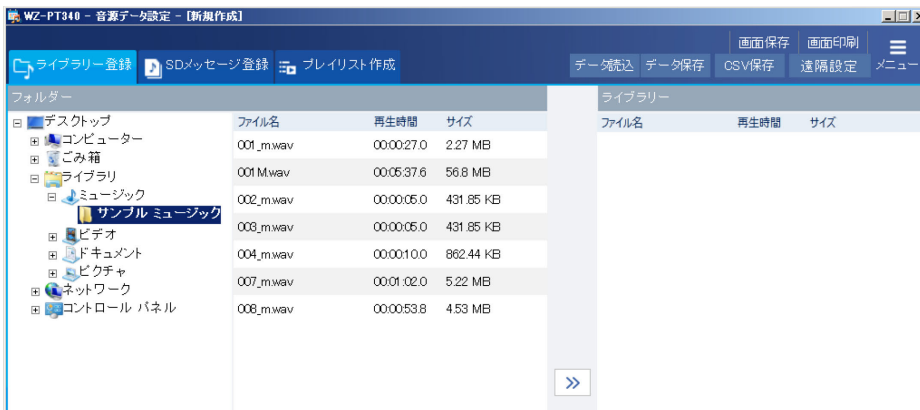 WZ-PT340 - 音源データ設定 - [新規作成]
画面保存 画面印刷
ライブラリー登録 SDメッセージ登録 プレイリスト作成 データ読込 データ保存 CSV保存 遠隔設定 メニュー
フォルダー ライブラリー
デスクトップ ファイル名 再生時間 サイズ ファイル名 再生時間 サイズ
コンピューター
001_m.wav 00:00:27.0 2.27 MB
ごみ箱
ライブラリ
001M.wav 00:05:37.6 56.8 MB
ミュージック
002_m.wav 00:00:05.0 431.85 KB
サンプル ミュージック
003_m.wav 00:00:05.0 431.85 KB
ビデオ
ドキュメント
004_m.wav 00:00:10.0 862.44 KB
ピクチャ
007_m.wav 00:01:02.0 5.22 MB
ネットワーク
コントロール パネル
008_m.wav 00:00:53.8 4.53 MB